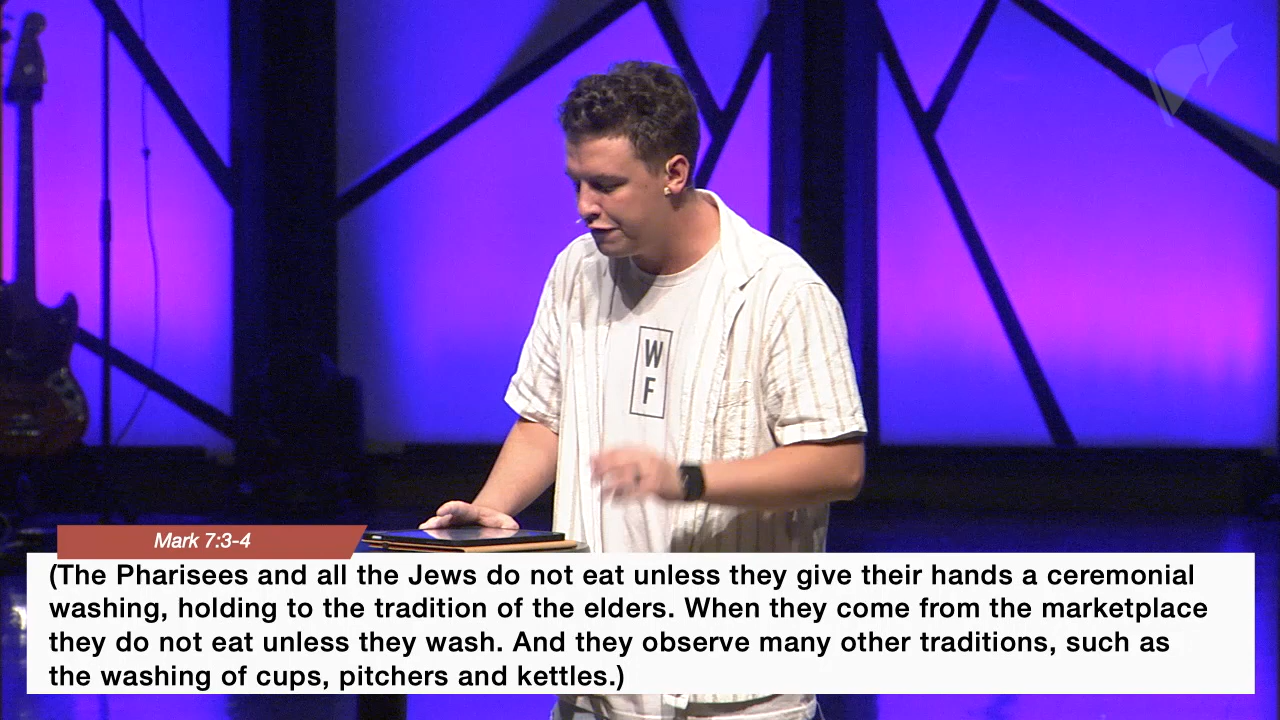 W
F
Mark 7:3-4
(The Pharisees and all the Jews do not eat unless they give their hands a ceremonial
washing, holding to the tradition of the elders. When they come from the marketplace
they do not eat unless they wash. And they observe many other traditions, such as
the washing of cups, pitchers and kettles.)